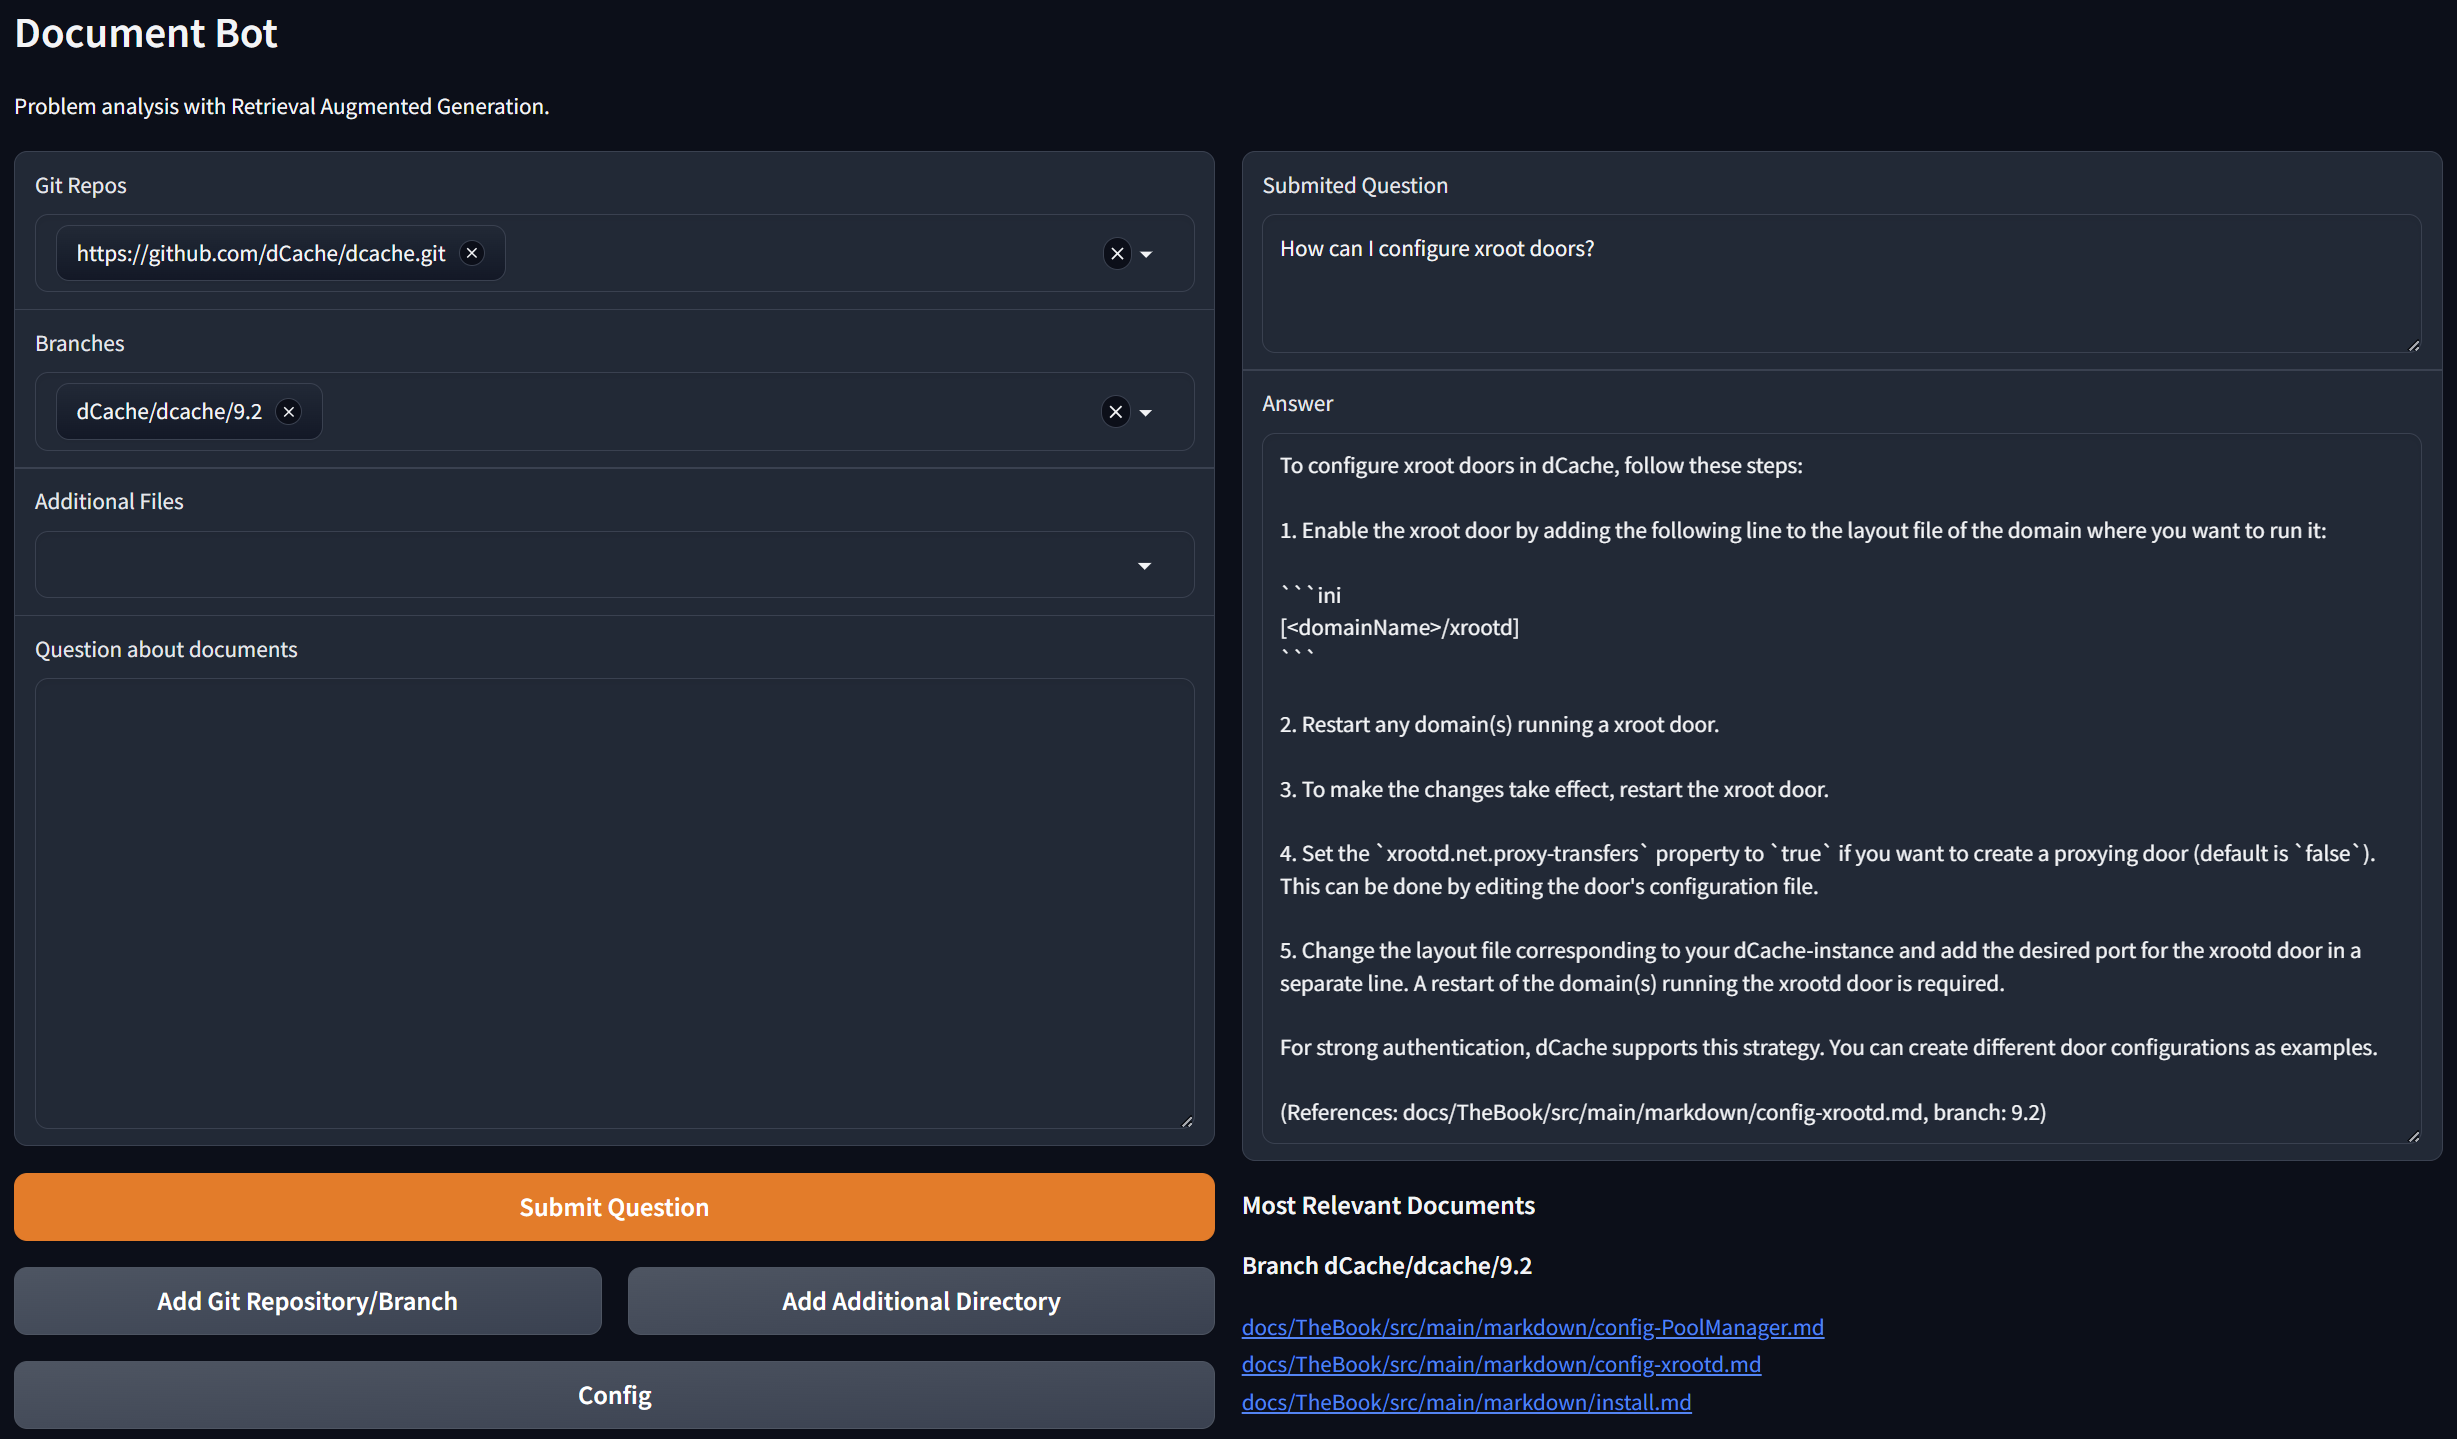 Document Bot
Problem analysis with Retrieval Augmented Generation.
Git Repos
https://github.com/dCache/dcache.git
Branches
dCache/dcache/9.2
Additional Files
Question about documents
Submit Question
Add Git Repository/Branch
Add Additional Directory
Config
Submited Question
How can I configure xroot doors?
Answer
To configure xroot doors in dCache, follow these steps:
1. Enable the xroot door by adding the following line to the layout file of the domain where you want to run it:
```ini
[<domainName>/xrootd]
```
2. Restart any domain(s) running a xroot door.
3. To make the changes take effect, restart the xroot door.
4. Set the `xrootd.net.proxy-transfers` property to `true` if you want to create a proxying door (default is `false`).
This can be done by editing the door's configuration file.
5. Change the layout file corresponding to your dCache-instance and add the desired port for the xrootd door in a
separate line. A restart of the domain(s) running the xrootd door is required.
For strong authentication, dCache supports this strategy. You can create different door configurations as examples.
(References: docs/TheBook/src/main/markdown/config-xrootd.md, branch: 9.2)
Most Relevant Documents
Branch dCache/dcache/9.2
docs/TheBook/src/main/markdown/config-PoolManager.md
docs/TheBook/src/main/markdown/config-xrootd.md
docs/TheBook/src/main/markdown/install.md